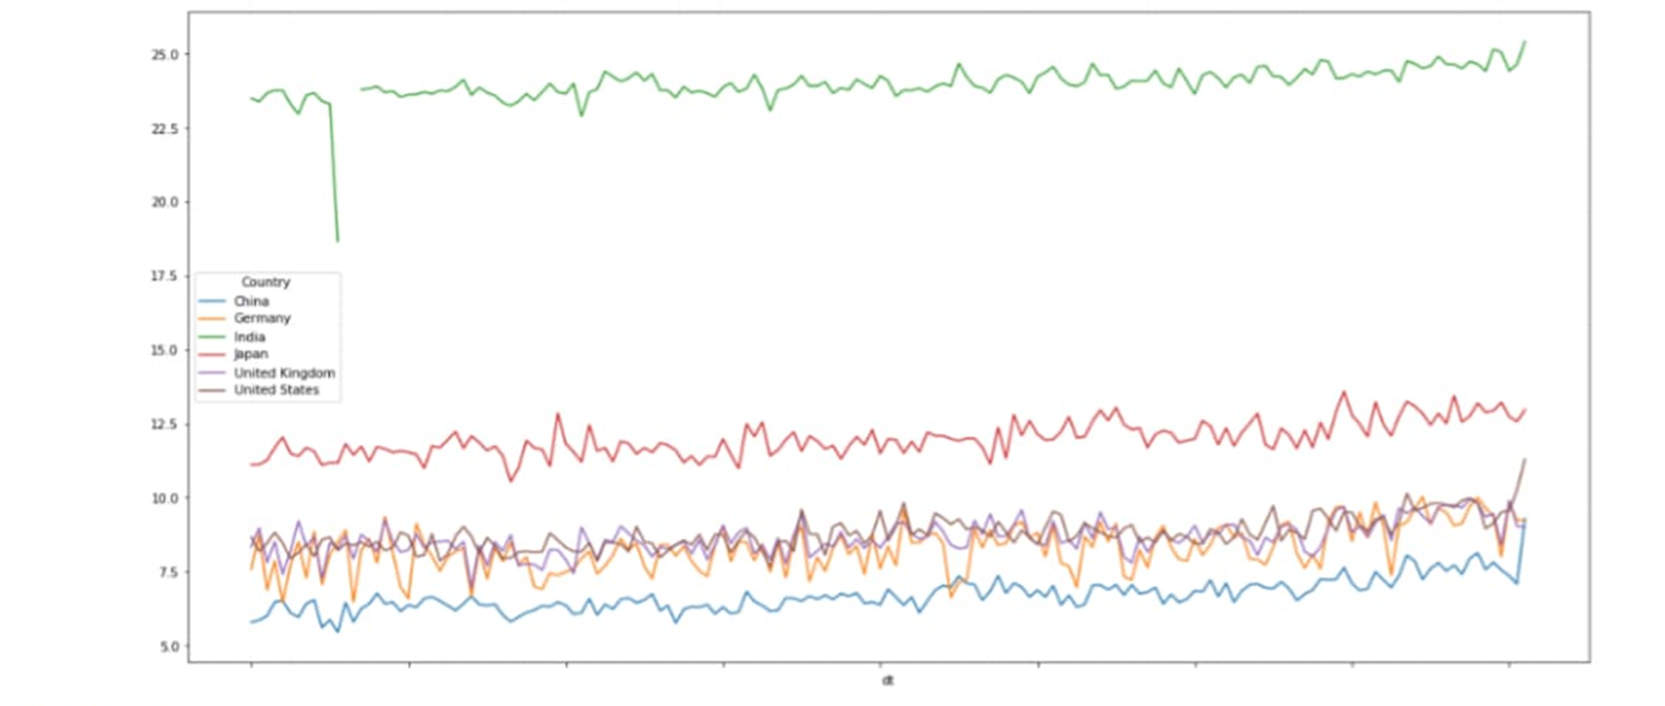 25.0
22.5
20.0
17.5
15.0
12.5
10.0
7.5
5.0
Country
China
Germany
India
Japan
United Kingdom
United States
dt